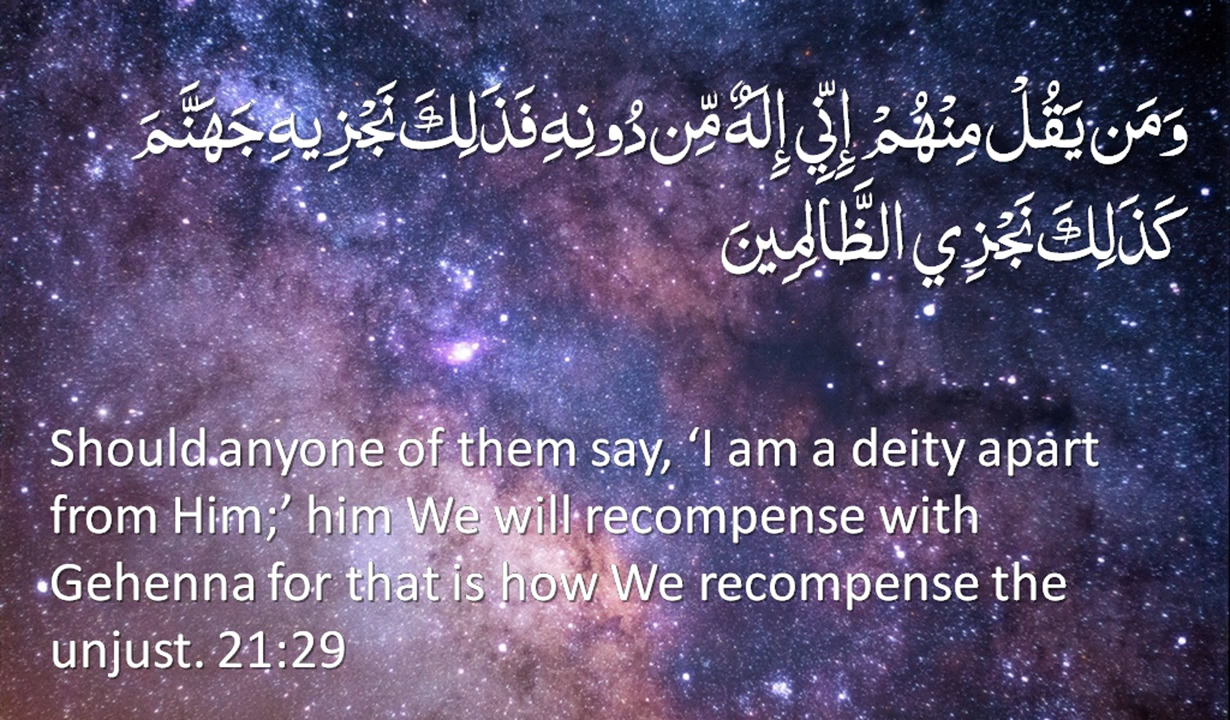 وَمَن يَقُلْ مِنْهُمْ إِنِّي إِلَهٌ مِّن دُونِهِ فَذَلِكَ نَجْزِيهِ جَهَنَّمَ
كَذَلِكَ نَجْزِي الظَّالِمِينَ
Should anyone of them say, ‘I am a deity apart
from Him;’ him We will recompense with
Gehenna for that is how We recompense the
unjust. 21:29